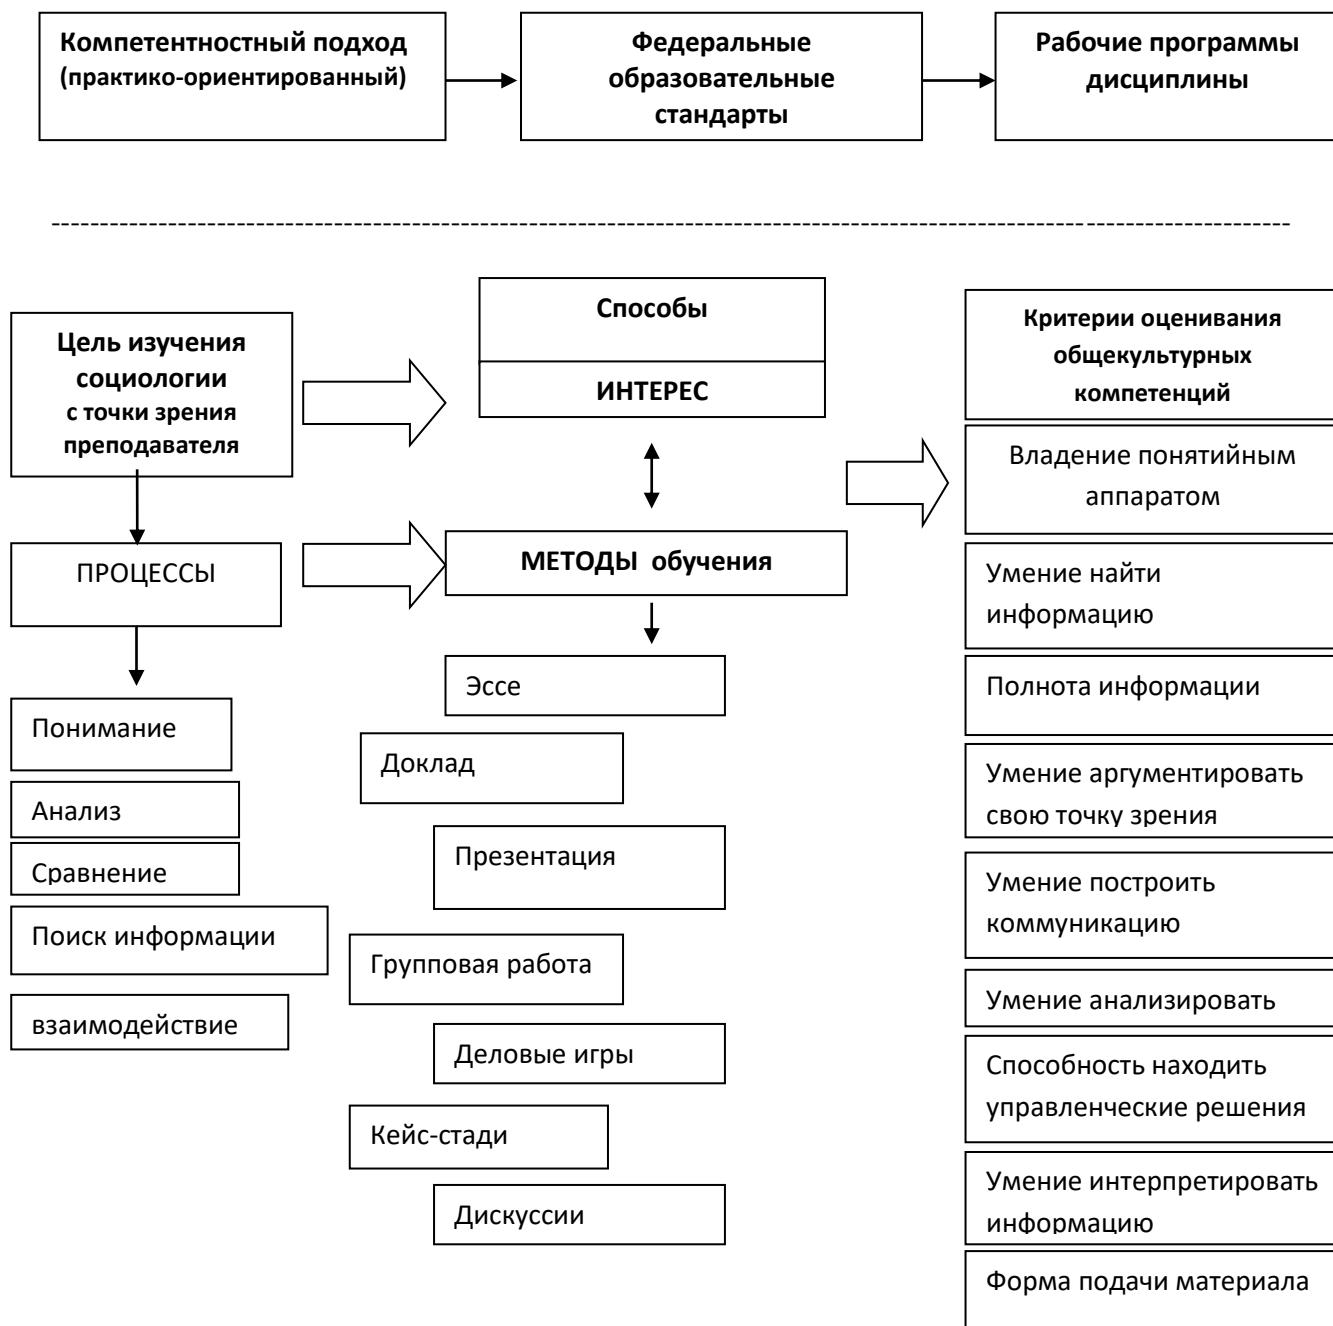 Компетентностный подход
(практико-ориентированный)
Федеральные
образовательные
стандарты
Рабочие программы
дисциплины
Цель изучения
социологии
с точки зрения
преподавателя
ПРОЦЕССЫ
Понимание
Анализ
Сравнение
Поиск информации
взаимодействие
Способы
ИНТЕРЕС
МЕТОДЫ обучения
Эссе
Доклад
Презентация
Групповая работа
Деловые игры
Кейс-стади
Дискуссии
Критерии оценивания
общекультурных
компетенций
Владение понятийным
аппаратом
Умение найти
информацию
Полнота информации
Умение аргументировать
свою точку зрения
Умение построить
коммуникацию
Умение анализировать
Способность находить
управленческие решения
Умение интерпретировать
информацию
Форма подачи материала